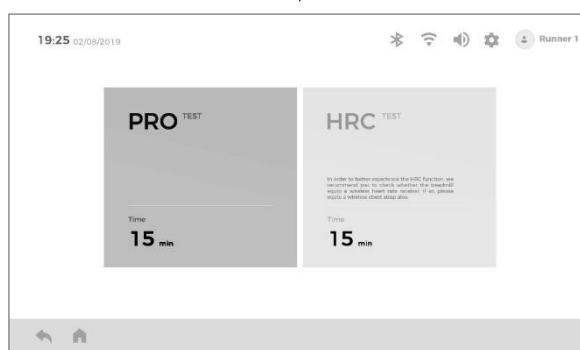 19:25 02/08/2019
Runner 1
PRO TEST
Time
15 min
HRC TEST
In order to better experience the HRC function, we
recommend you to check whether the treadmill
equip a wireless heart rate receiver. If so, please
equip a wireless chest strap also.
Time
15 min